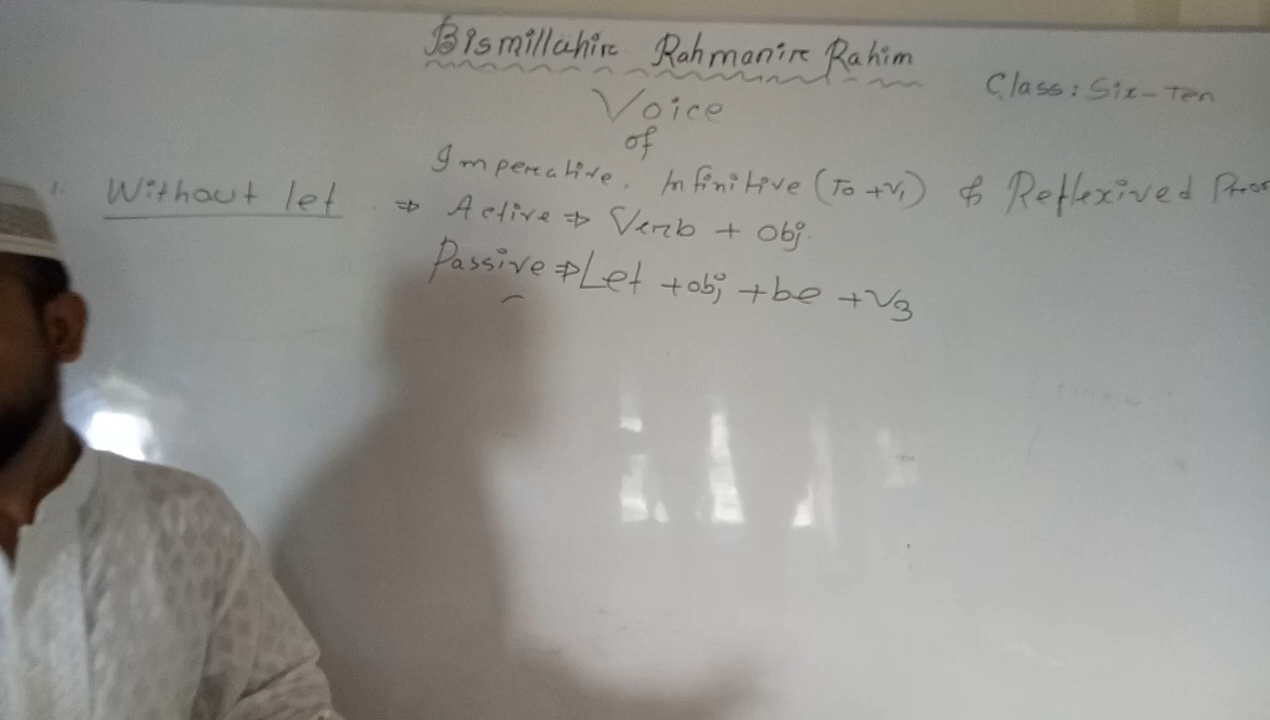 Bismillahir Rahmanir Rahim
Class: Six-Ten
Voice
of
Imperative, Infinitive (To+V1) & Reflexived
1. Without let ⇒ Active ⇒ Verb + obj.
Passive ⇒ Let + obj + be + V3